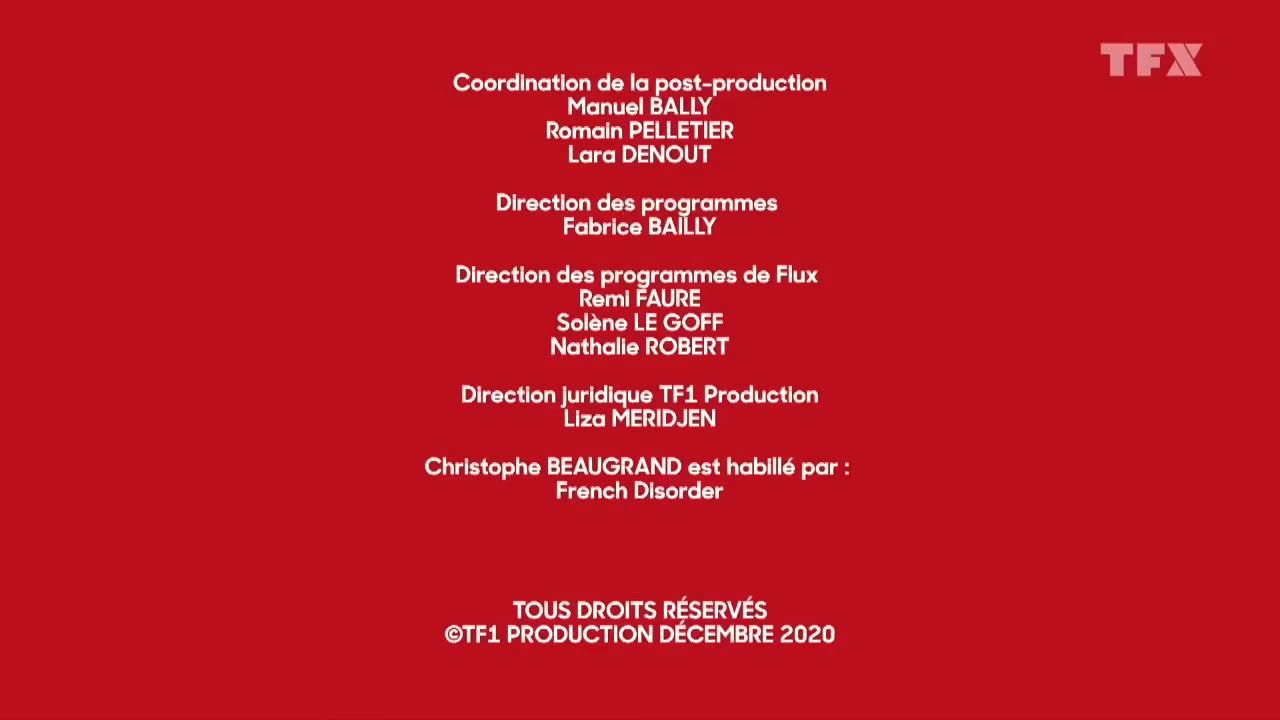 TFX
Coordination de la post-production
Manuel BALLY
Romain PELLETIER
Lara DENOUT
Direction des programmes
Fabrice BAILLY
Direction des programmes de Flux
Remi FAURE
Solène LE GOFF
Nathalie ROBERT
Direction juridique TF1 Production
Liza MERIDJEN
Christophe BEAUGRAND est habillé par :
French Disorder
TOUS DROITS RÉSERVÉS
©TF1 PRODUCTION DÉCEMBRE 2020